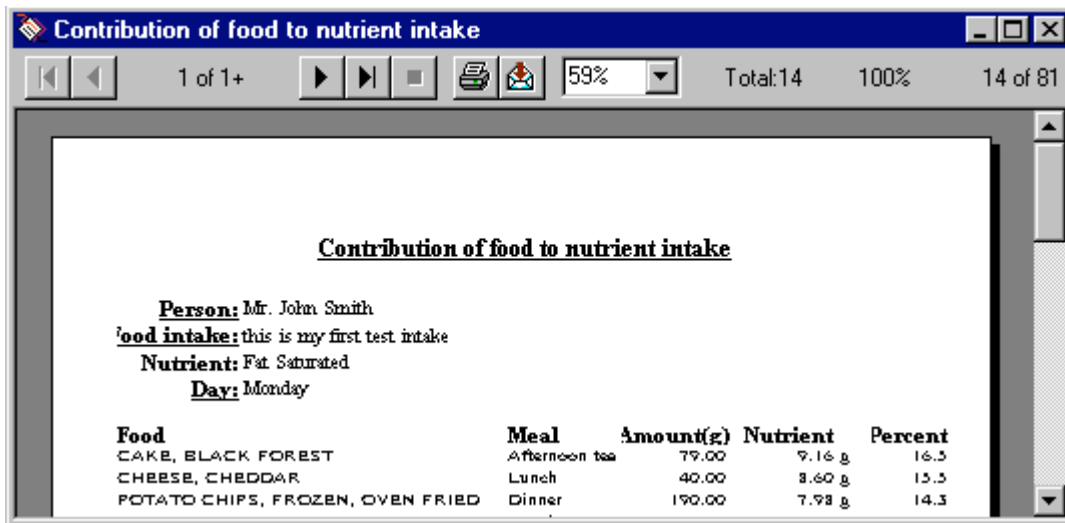 Contribution of food to nutrient intake
1 of 1+ 59% Total:14 100% 14 of 81
Contribution of food to nutrient intake
Person: Mr. John Smith
ood intake: this is my first test intake
Nutrient: Fat Saturated
Day: Monday
Food Meal Amount(g) Nutrient Percent
CAKE, BLACK FOREST Afternoon tea 79.00 9.16 g 16.5
CHEESE, CHEDDAR Lunch 40.00 8.60 g 15.5
POTATO CHIPS, FROZEN, OVEN FRIED Dinner 190.00 7.98 g 14.3